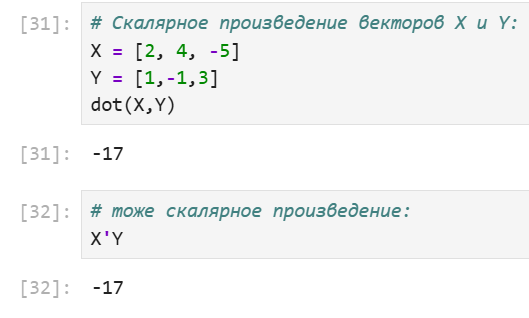 [31]: # Скалярное произведение векторов X и Y:
X = [2, 4, -5]
Y = [1,-1,3]
dot(X,Y)
[31]: -17
[32]: # тоже скалярное произведение:
X'Y
[32]: -17